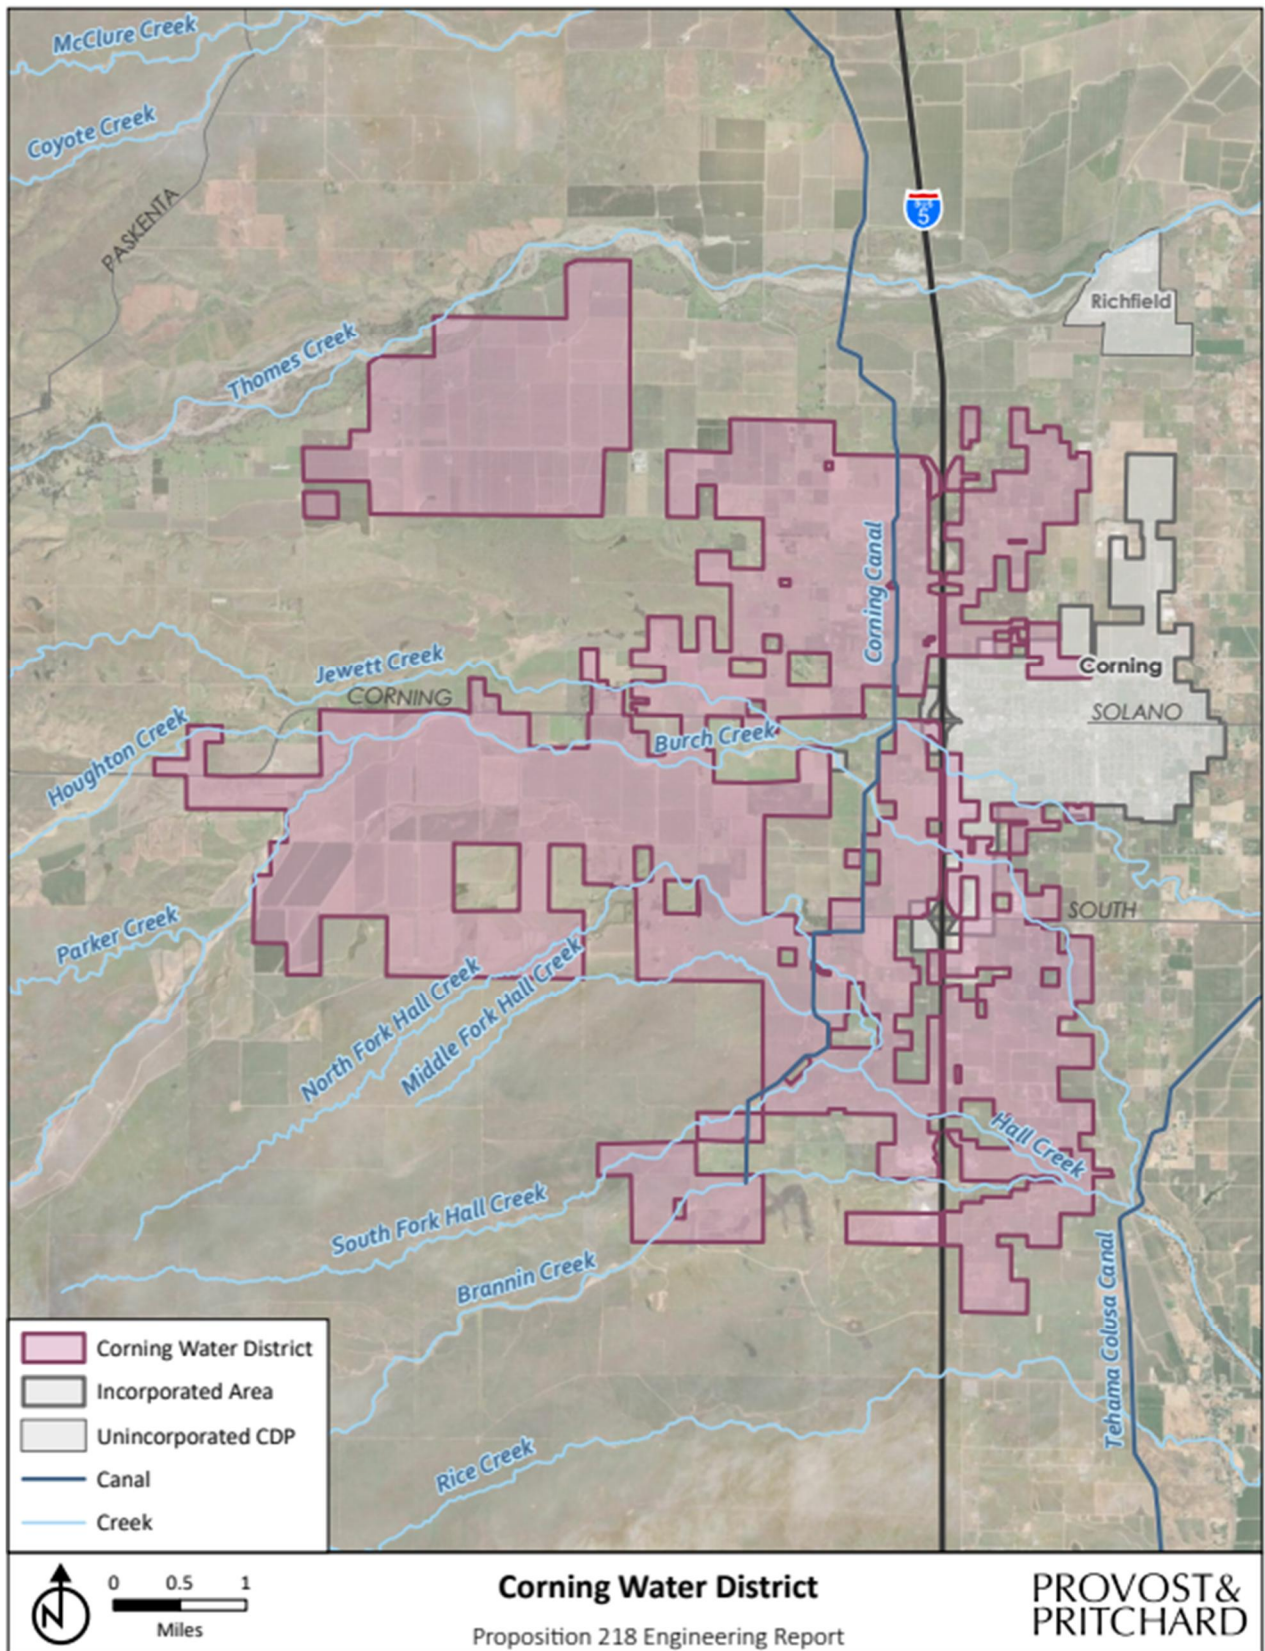 McClure Creek
Coyote Creek
PASKENTA
5
Richfield
Thomes Creek
Corning Canal
Jewett Creek
CORNING
Corning
SOLANO
Houghton Creek
Burch Creek
SOUTH
Parker Creek
North Fork Hall Creek
Middle Fork Hall Creek
Hall Creek
South Fork Hall Creek
Brannin Creek
Tehama Colusa Canal
Rice Creek
Corning Water District
Incorporated Area
Unincorporated CDP
Canal
Creek
N
0 0.5 1
Miles
Corning Water District
Proposition 218 Engineering Report
PROVOST&
PRITCHARD